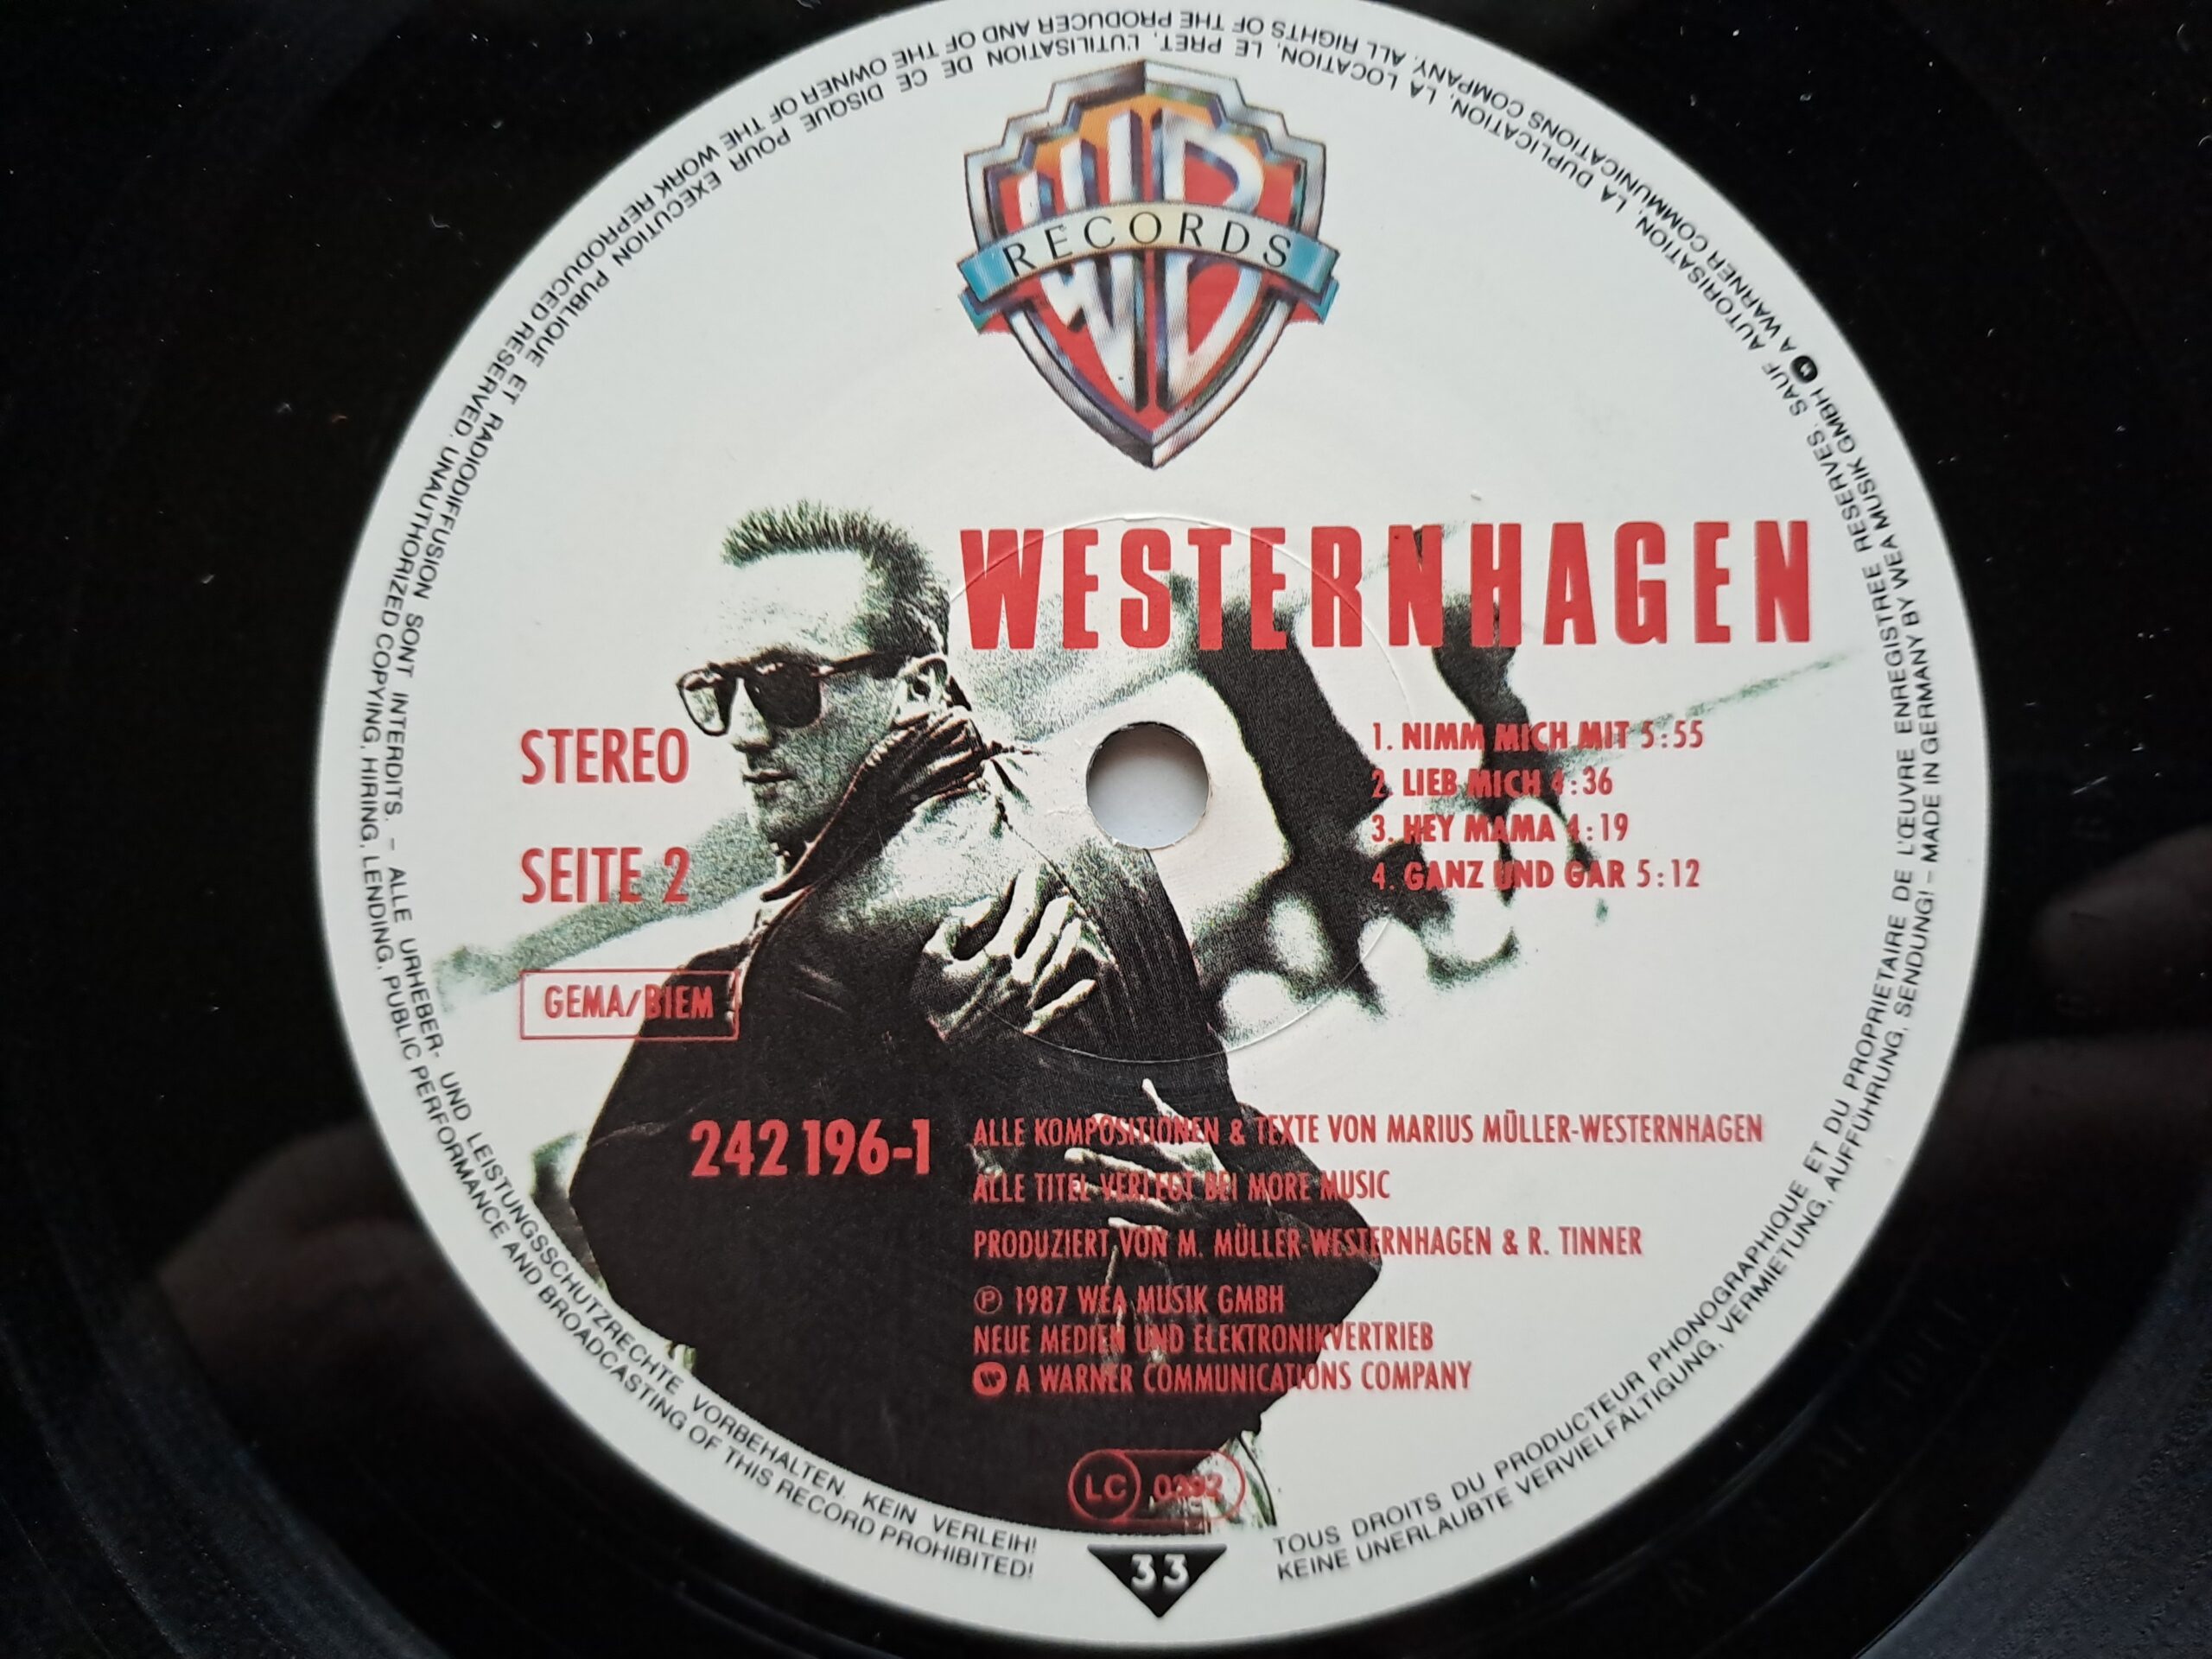 WB
RECORDS
WESTERNHAGEN
STEREO
SEITE 2
GEMA/BIEM
1. NIMM MICH MIT 5:55
2. LIEB MICH 4:36
3. HEY MAMA 4:19
4. GANZ UND GAR 5:12
242 196-1
ALLE KOMPOSITIONEN & TEXTE VON MARIUS MÜLLER-WESTERNHAGEN
ALLE TITEL VERLEGT BEI MORE MUSIC
PRODUZIERT VON M. MÜLLER-WESTERNHAGEN & R. TINNER
℗ 1987 WEA MUSIK GMBH
NEUE MEDIEN UND ELEKTRONIKVERTRIEB
A WARNER COMMUNICATIONS COMPANY
LC 0392
33
TOUS DROITS DU PRODUCTEUR PHONOGRAPHIQUE ET DU PROPRIETAIRE DE L'ŒUVRE ENREGISTREE RESERVES. SAUF AUTORISATION, LA DUPLICATION, LA LOCATION, LE PRET, L'UTILISATION DE CE DISQUE POUR EXECUTION PUBLIQUE ET RADIODIFFUSION SONT INTERDITS. – ALLE URHEBER- UND LEISTUNGSSCHUTZRECHTE VORBEHALTEN. KEIN VERLEIH!
KEINE UNERLAUBTE VERVIELFÄLTIGUNG, VERMIETUNG, AUFFÜHRUNG, SENDUNG! – MADE IN GERMANY BY WEA MUSIK GMBH A WARNER COMMUNICATIONS COMPANY. ALL RIGHTS OF THE PRODUCER AND OF THE OWNER OF THE WORK REPRODUCED RESERVED. UNAUTHORIZED COPYING, HIRING, LENDING, PUBLIC PERFORMANCE AND BROADCASTING OF THIS RECORD PROHIBITED!